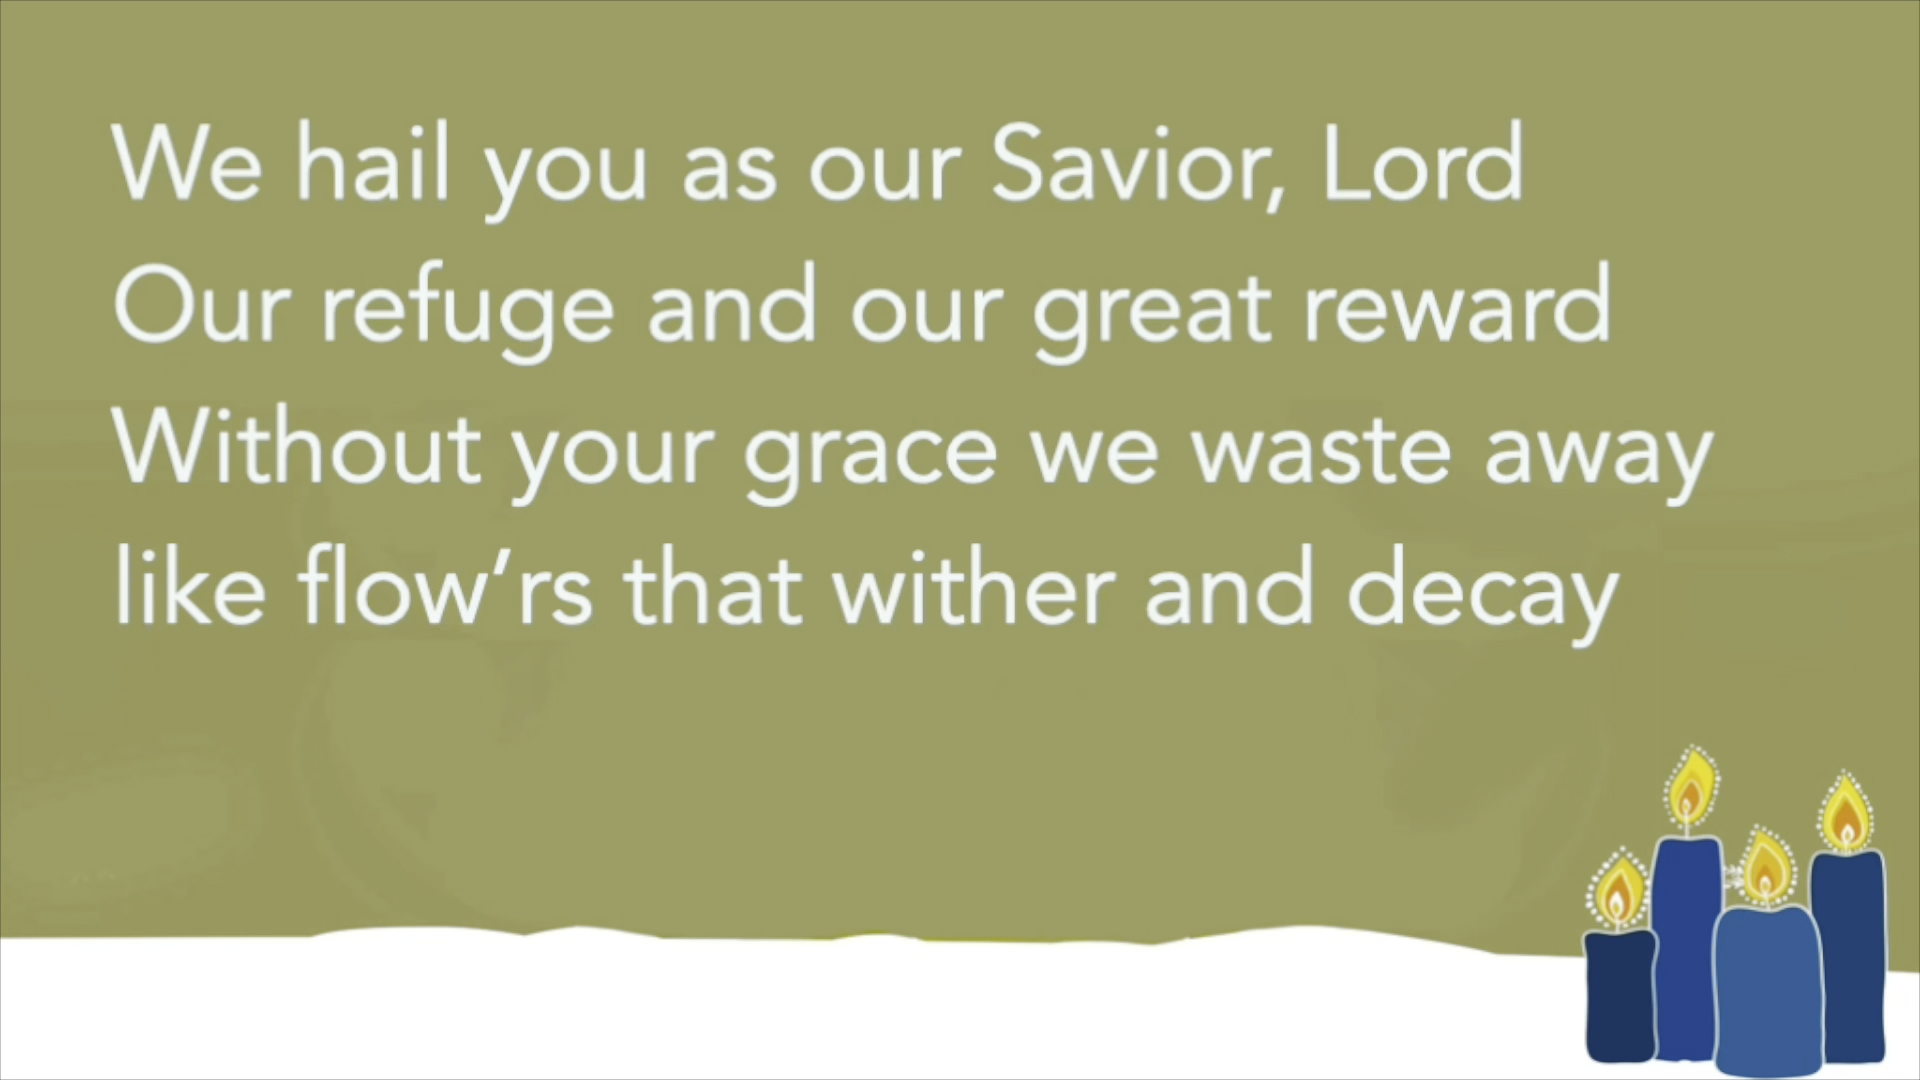 We hail you as our Savior, Lord
Our refuge and our great reward
Without your grace we waste away
like flow’rs that wither and decay